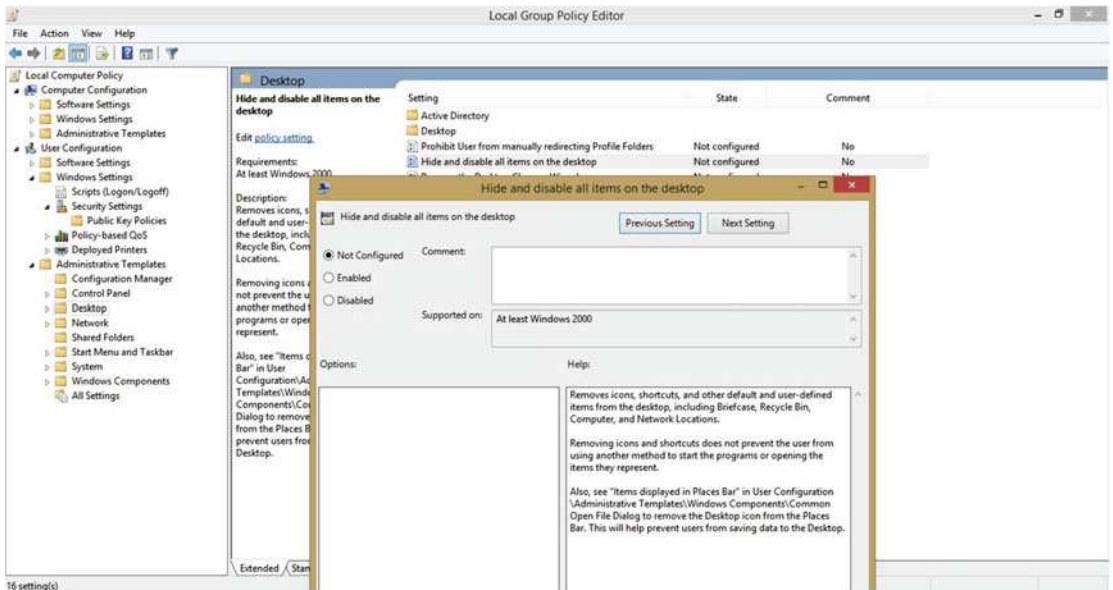 Local Group Policy Editor
File Action View Help
Local Computer Policy
Computer Configuration
Software Settings
Windows Settings
Administrative Templates
User Configuration
Software Settings
Windows Settings
Scripts (Logon/Logoff)
Security Settings
Public Key Policies
Policy-based QoS
Deployed Printers
Administrative Templates
Configuration Manager
Control Panel
Desktop
Network
Shared Folders
Start Menu and Taskbar
System
Windows Components
All Settings
Desktop
Hide and disable all items on the
desktop
Edit policy setting.
Requirements:
At least Windows 2000
Description:
Removes icons, s
default and user-
the desktop, inclu
Recycle Bin, Com
Locations.
Removing icons
not prevent the u
another method
programs or oper
represent.
Also, see "Items
Bar" in User
Configuration\Ad
Templates\Windo
Components\Co
Dialog to remove
from the Places B
prevent users fro
Desktop.
Setting State Comment
Active Directory
Desktop
Prohibit User from manually redirecting Profile Folders Not configured No
Hide and disable all items on the desktop Not configured No
Hide and disable all items on the desktop
Hide and disable all items on the desktop
Previous Setting Next Setting
Not Configured
Enabled
Disabled
Comment:
Supported on: At least Windows 2000
Options: Help:
Removes icons, shortcuts, and other default and user-defined
items from the desktop, including Briefcase, Recycle Bin,
Computer, and Network Locations.
Removing icons and shortcuts does not prevent the user from
using another method to start the programs or opening the
items they represent.
Also, see "Items displayed in Places Bar" in User Configuration
\Administrative Templates\Windows Components\Common
Open File Dialog to remove the Desktop icon from the Places
Bar. This will help prevent users from saving data to the Desktop.
Extended Stan
16 setting(s)